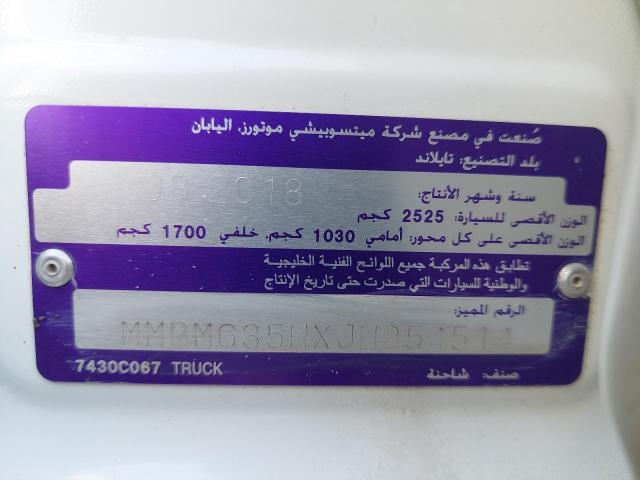 صُنعت في مصنع شركة ميتسوبيشي موتورز، اليابان
بلد التصنيع: تايلاند
سنة وشهر الأنتاج: 08 2018
الوزن الأقصى للسيارة: 2525 كجم
الوزن الأقصى على كل محور: أمامي 1030 كجم، خلفي 1700 كجم
تطابق هذه المركبة جميع اللوائح الفنية الخليجية
والوطنية للسيارات التي صدرت حتى تاريخ الإنتاج
الرقم المميز:
MMBMG35HXJH054514
صنف: شاحنة 7430C067 TRUCK